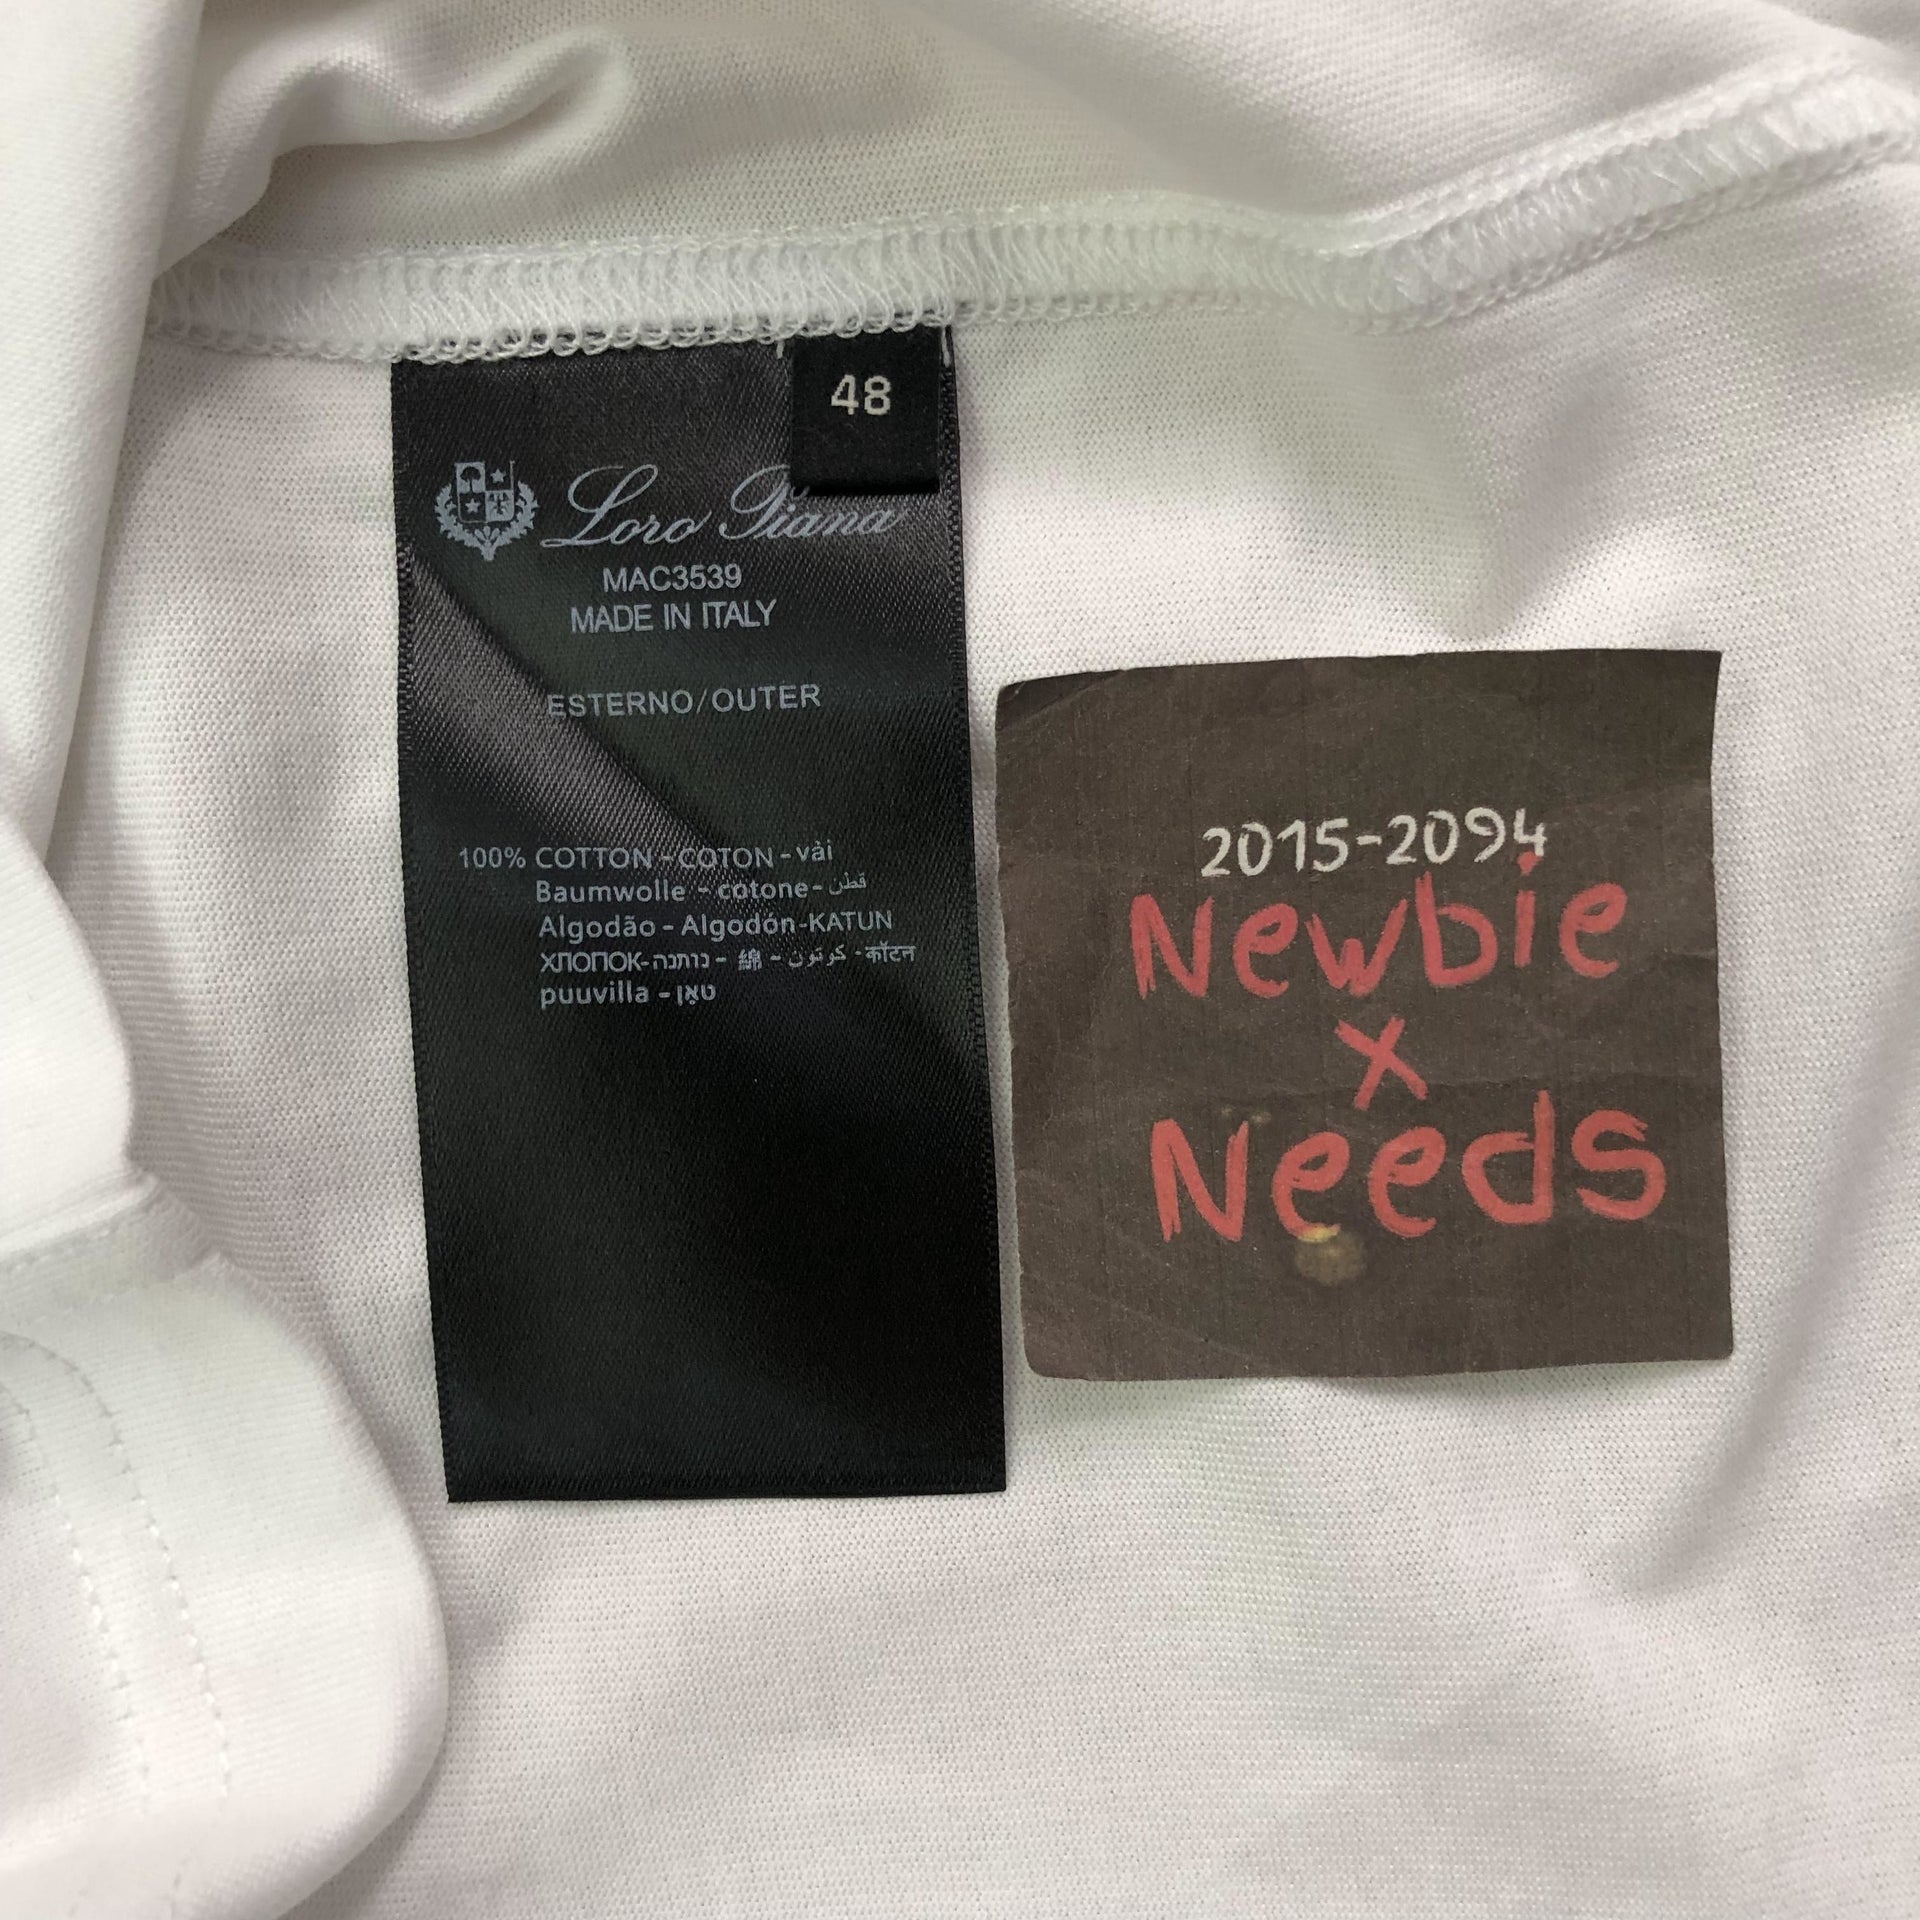 48
Loro Piana
MAC3539
MADE IN ITALY
ESTERNO/OUTER
100% COTTON - COTON - vải
Baumwolle - cotone - قطن
Algodão - Algodón - KATUN
ХЛОПОК - כותנה - 綿 - كوتون - कॉटन
puuvilla - טאָן
2015-2094
Newbie
x
Needs